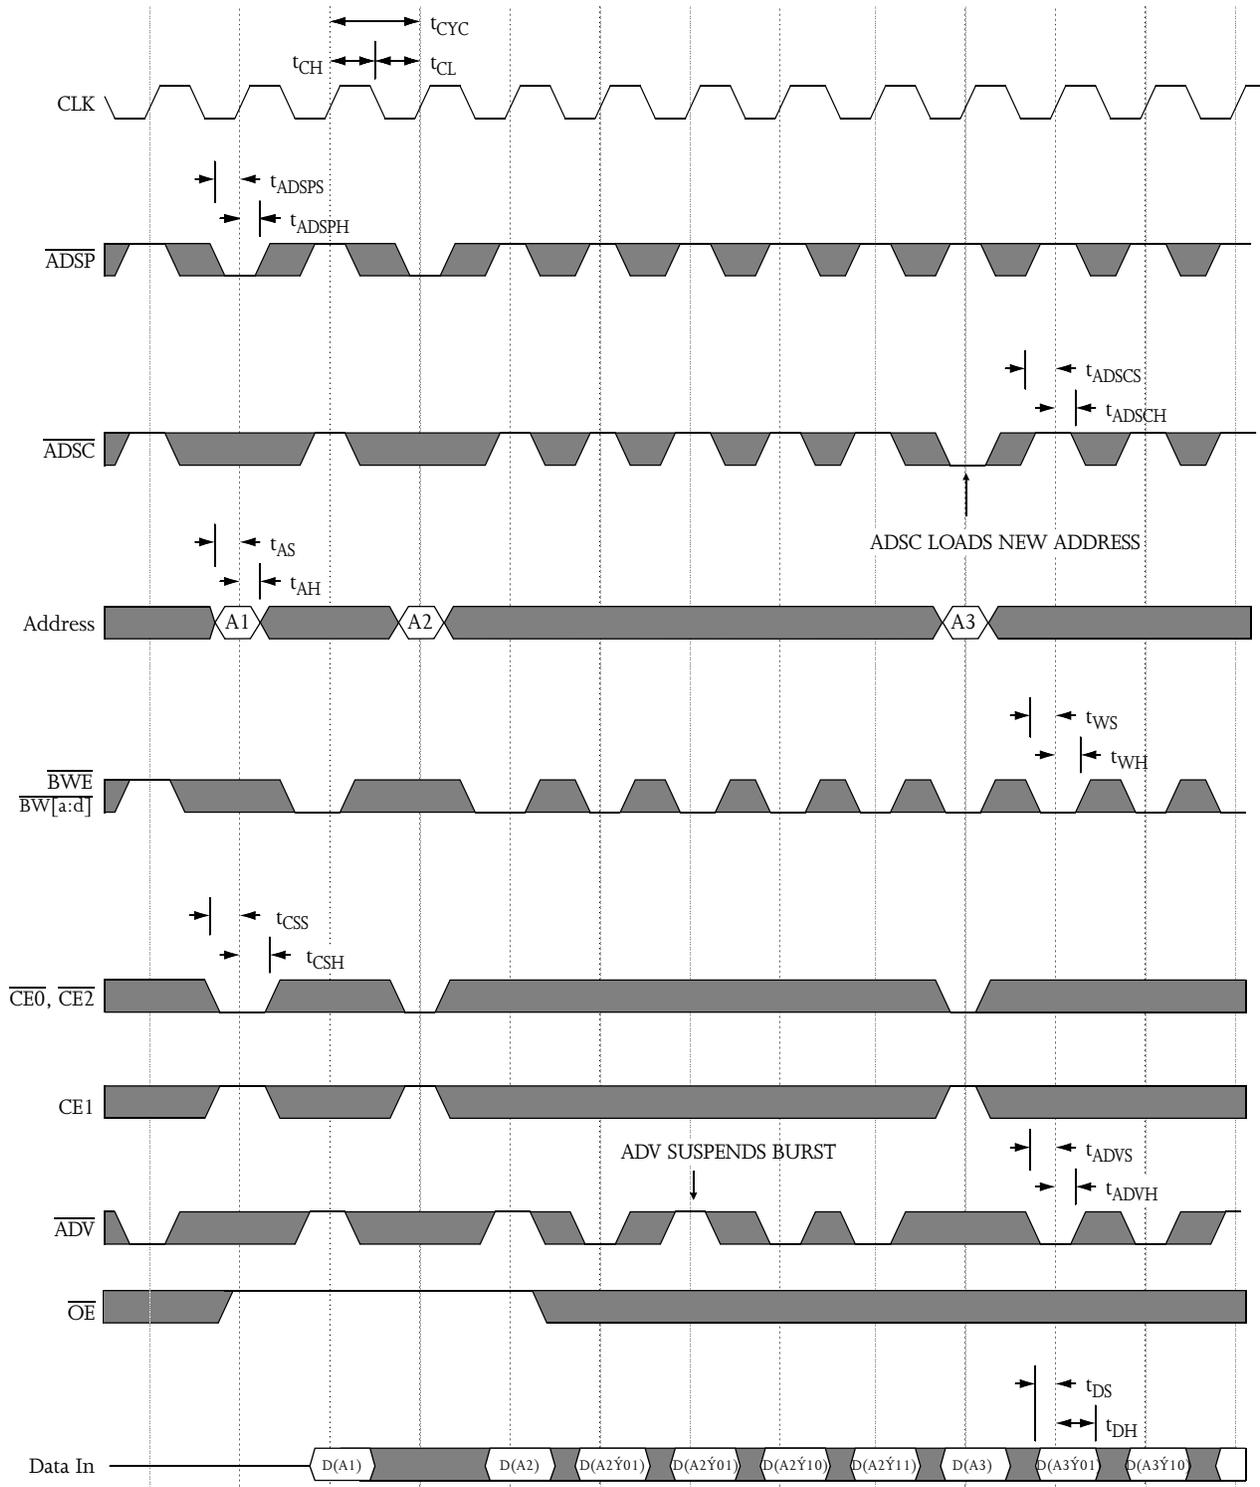 tCYC
tCH
tCL
CLK
tADSPS
tADSPH
ADSP
tADSCS
tADSCH
ADSC
ADSC LOADS NEW ADDRESS
tAS
tAH
Address
A1
A2
A3
tWS
tWH
BWE
BW[a:d]
tCSS
tCSH
CE0, CE2
CE1
ADV SUSPENDS BURST
tADVS
tADVH
ADV
OE
tDS
tDH
Data In
D(A1)
D(A2)
D(A2Ý01)
D(A2Ý01)
D(A2Ý10)
D(A2Ý11)
D(A3)
D(A3Ý01)
D(A3Ý10)